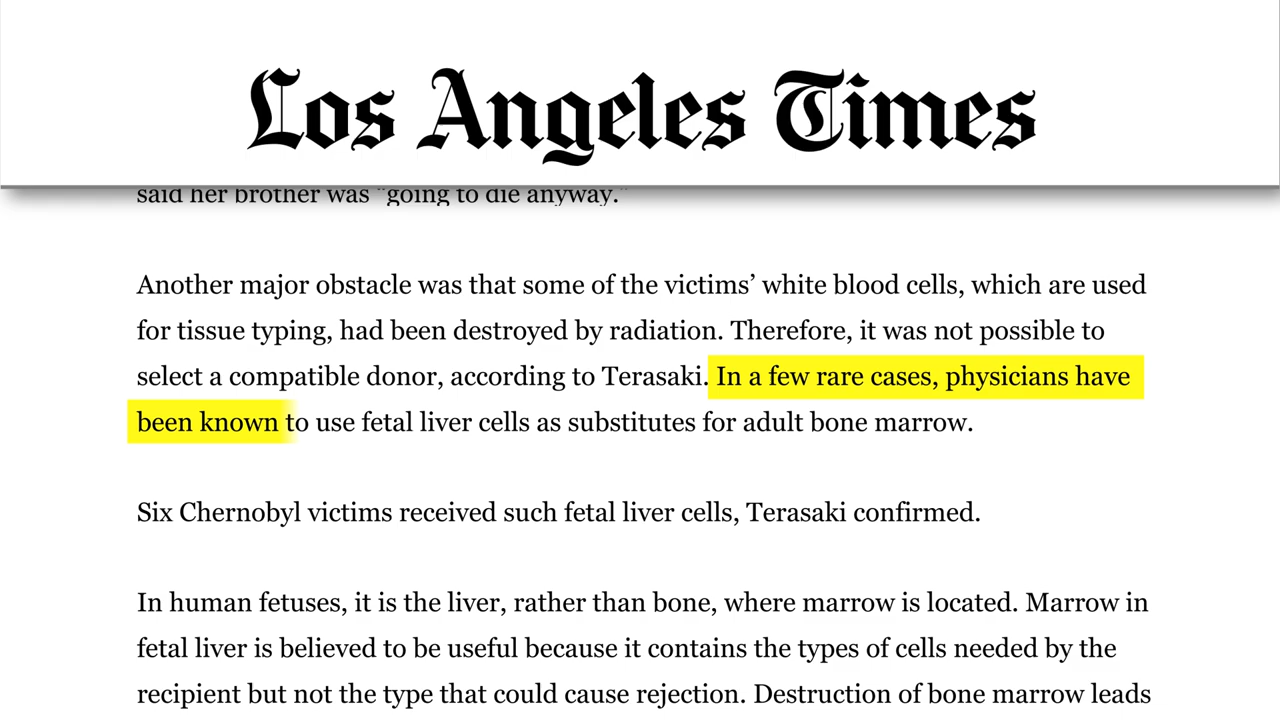 Los Angeles Times
said her brother was “going to die anyway.”
Another major obstacle was that some of the victims’ white blood cells, which are used
for tissue typing, had been destroyed by radiation. Therefore, it was not possible to
select a compatible donor, according to Terasaki. In a few rare cases, physicians have
been known to use fetal liver cells as substitutes for adult bone marrow.
Six Chernobyl victims received such fetal liver cells, Terasaki confirmed.
In human fetuses, it is the liver, rather than bone, where marrow is located. Marrow in
fetal liver is believed to be useful because it contains the types of cells needed by the
recipient but not the type that could cause rejection. Destruction of bone marrow leads